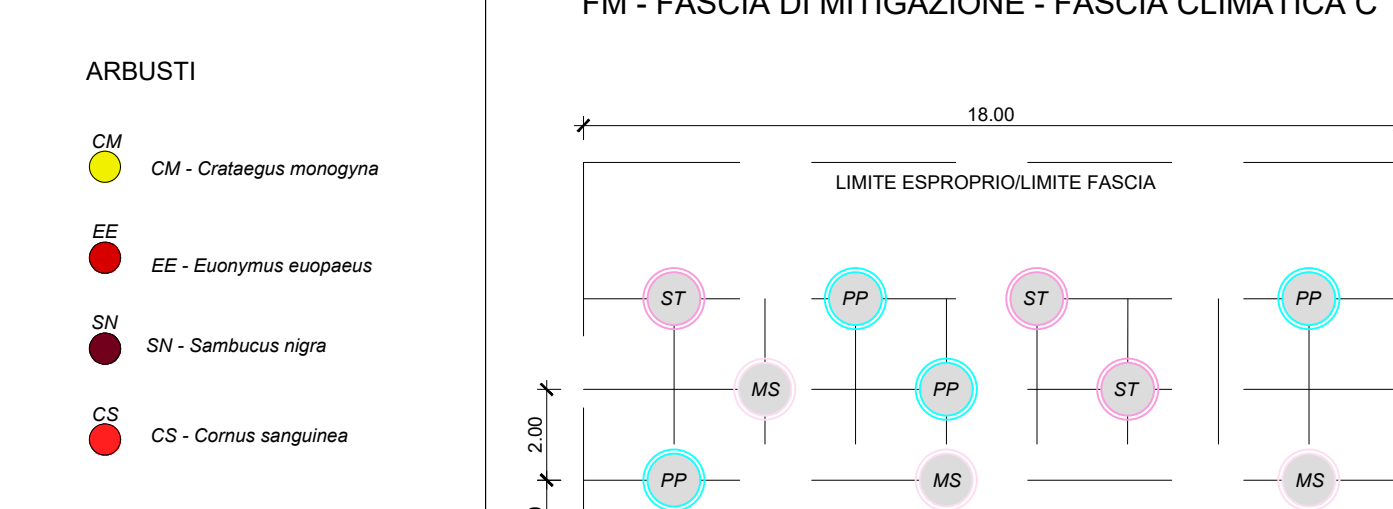 FM - FASCIA DI MITIGAZIONE - FASCIA CLIMATICA C
ARBUSTI
CM
CM - Crataegus monogyna
EE
EE - Euonymus euopaeus
SN
SN - Sambucus nigra
CS
CS - Cornus sanguinea
18.00
LIMITE ESPROPRIO/LIMITE FASCIA
ST PP ST PP
MS PP ST
2.00
PP MS MS